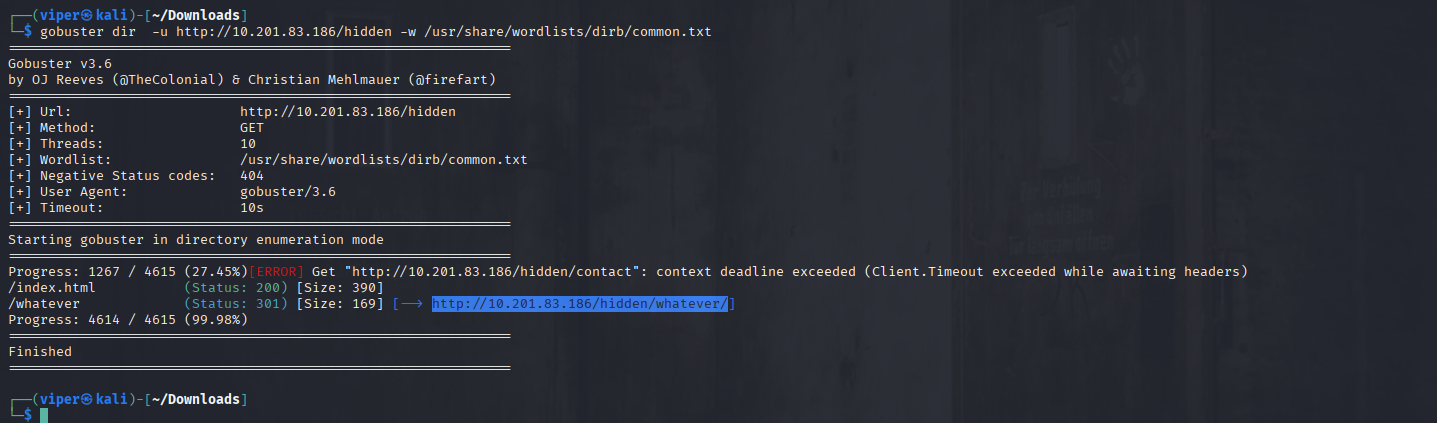 ┌──(viper㉿kali)-[~/Downloads]
└─$ gobuster dir  -u http://10.201.83.186/hidden -w /usr/share/wordlists/dirb/common.txt
===============================================================
Gobuster v3.6
by OJ Reeves (@TheColonial) & Christian Mehlmauer (@firefart)
===============================================================
[+] Url:                     http://10.201.83.186/hidden
[+] Method:                  GET
[+] Threads:                 10
[+] Wordlist:                /usr/share/wordlists/dirb/common.txt
[+] Negative Status codes:   404
[+] User Agent:              gobuster/3.6
[+] Timeout:                 10s
===============================================================
Starting gobuster in directory enumeration mode
===============================================================
Progress: 1267 / 4615 (27.45%)[ERROR] Get "http://10.201.83.186/hidden/contact": context deadline exceeded (Client.Timeout exceeded while awaiting headers)
/index.html           (Status: 200) [Size: 390]
/whatever             (Status: 301) [Size: 169] [--> http://10.201.83.186/hidden/whatever/]
Progress: 4614 / 4615 (99.98%)
===============================================================
Finished
===============================================================
┌──(viper㉿kali)-[~/Downloads]
└─$